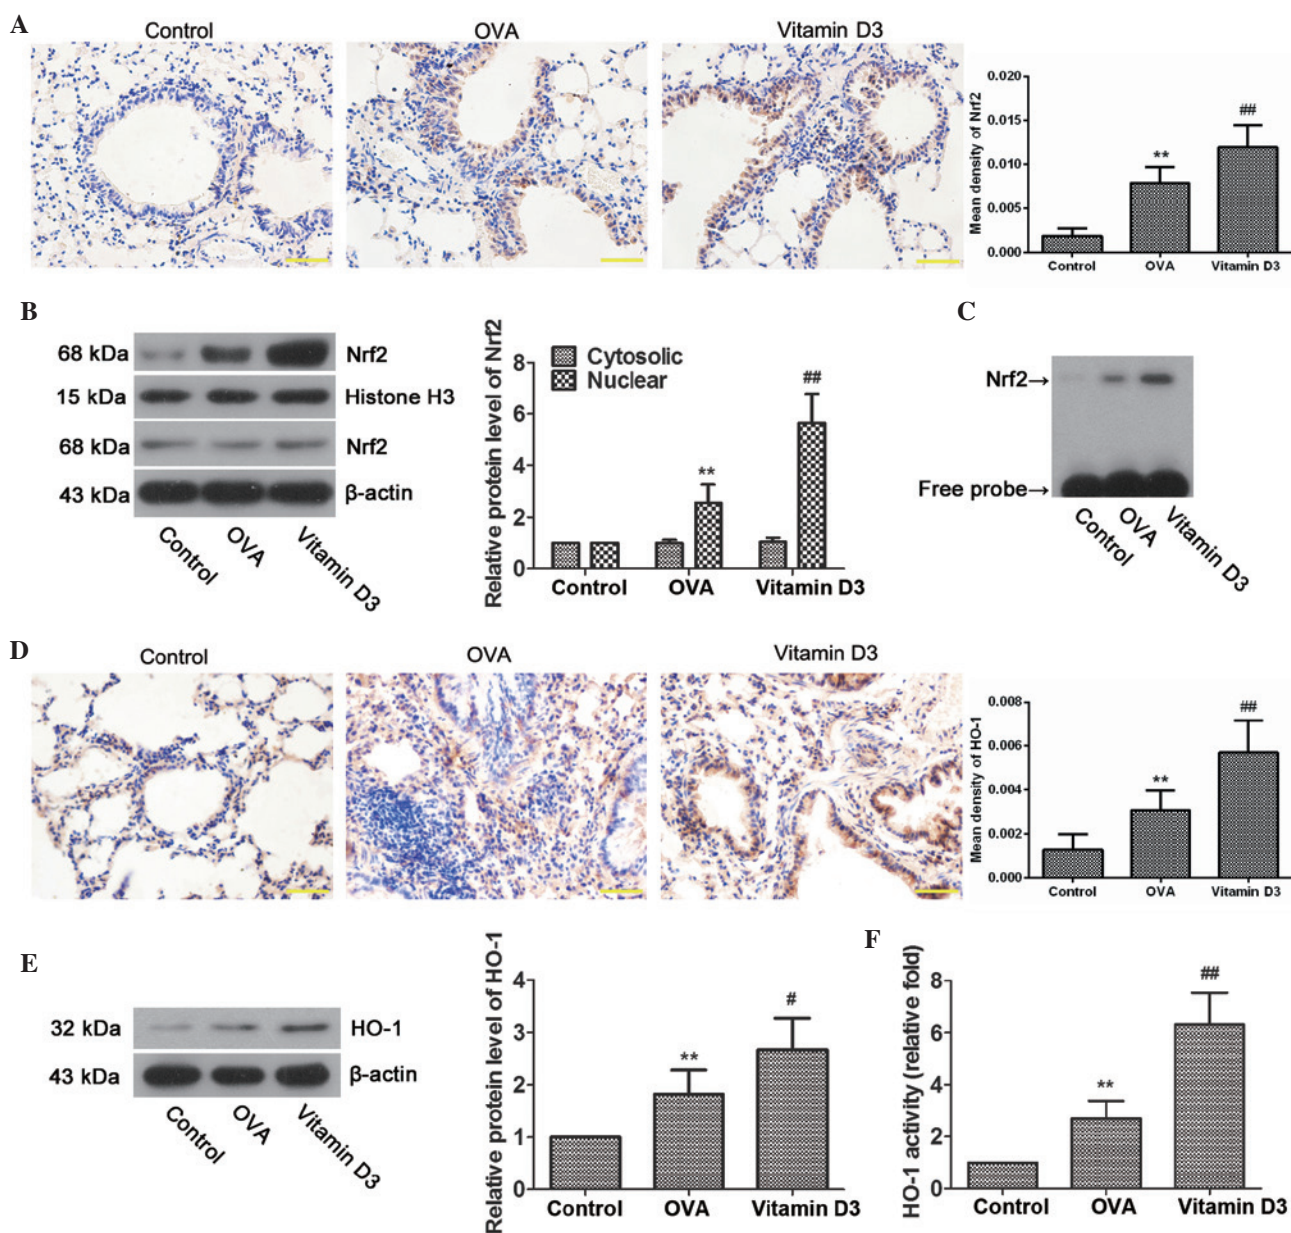 A
Control
OVA
Vitamin D3
Mean density of Nrf2
0.020
0.015
0.010
0.005
0.000
**
##
Control
OVA
Vitamin D3
B
68 kDa
Nrf2
15 kDa
Histone H3
68 kDa
Nrf2
43 kDa
β-actin
Control
OVA
Vitamin D3
Relative protein level of Nrf2
8
6
4
2
0
Cytosolic
Nuclear
**
##
Control
OVA
Vitamin D3
C
Nrf2→
Free probe→
Control
OVA
Vitamin D3
D
Control
OVA
Vitamin D3
Mean density of HO-1
0.008
0.006
0.004
0.002
0.000
**
##
Control
OVA
Vitamin D3
E
32 kDa
HO-1
43 kDa
β-actin
Control
OVA
Vitamin D3
Relative protein level of HO-1
4
3
2
1
0
**
#
Control
OVA
Vitamin D3
F
HO-1 activity (relative fold)
8
6
4
2
0
**
##
Control
OVA
Vitamin D3